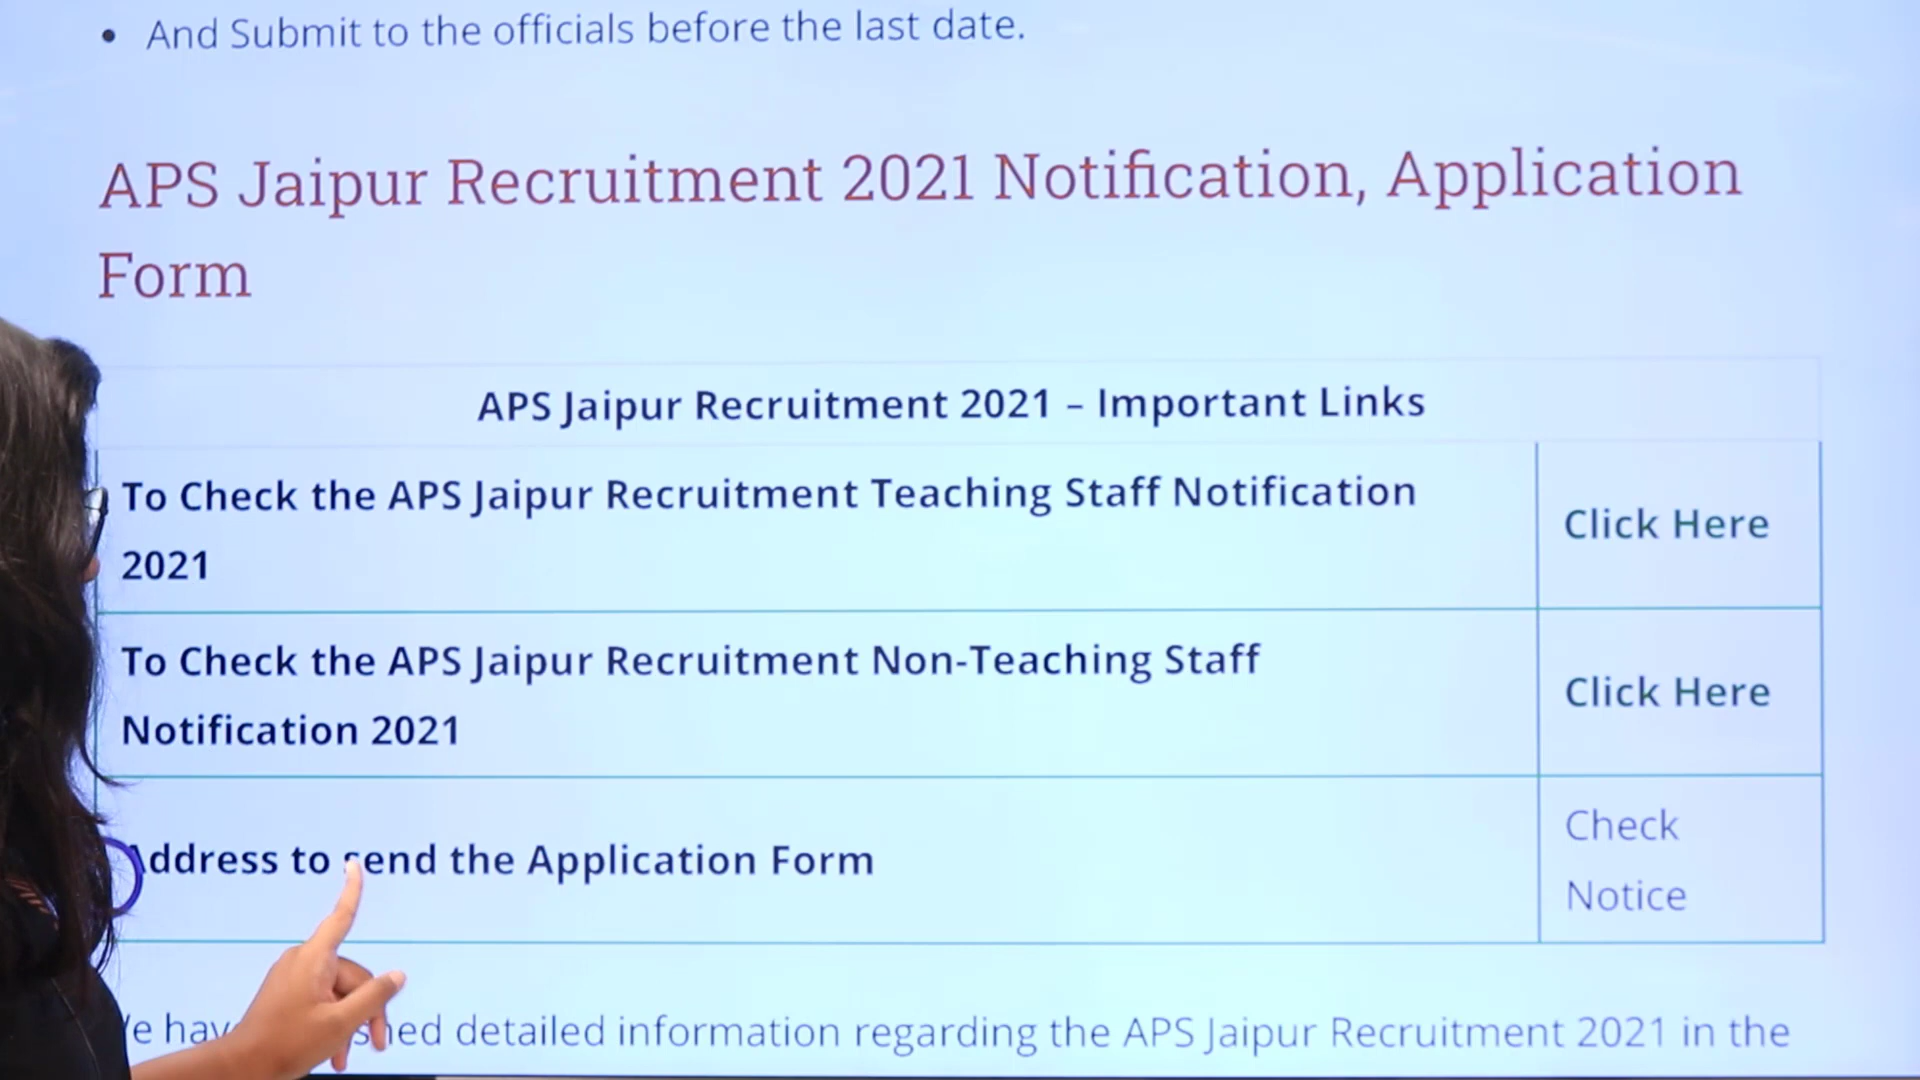 • And Submit to the officials before the last date.
APS Jaipur Recruitment 2021 Notification, Application
Form
APS Jaipur Recruitment 2021 – Important Links
To Check the APS Jaipur Recruitment Teaching Staff Notification
2021
Click Here
To Check the APS Jaipur Recruitment Non-Teaching Staff
Notification 2021
Click Here
Address to send the Application Form
Check
Notice
detailed information regarding the APS Jaipur Recruitment 2021 in the